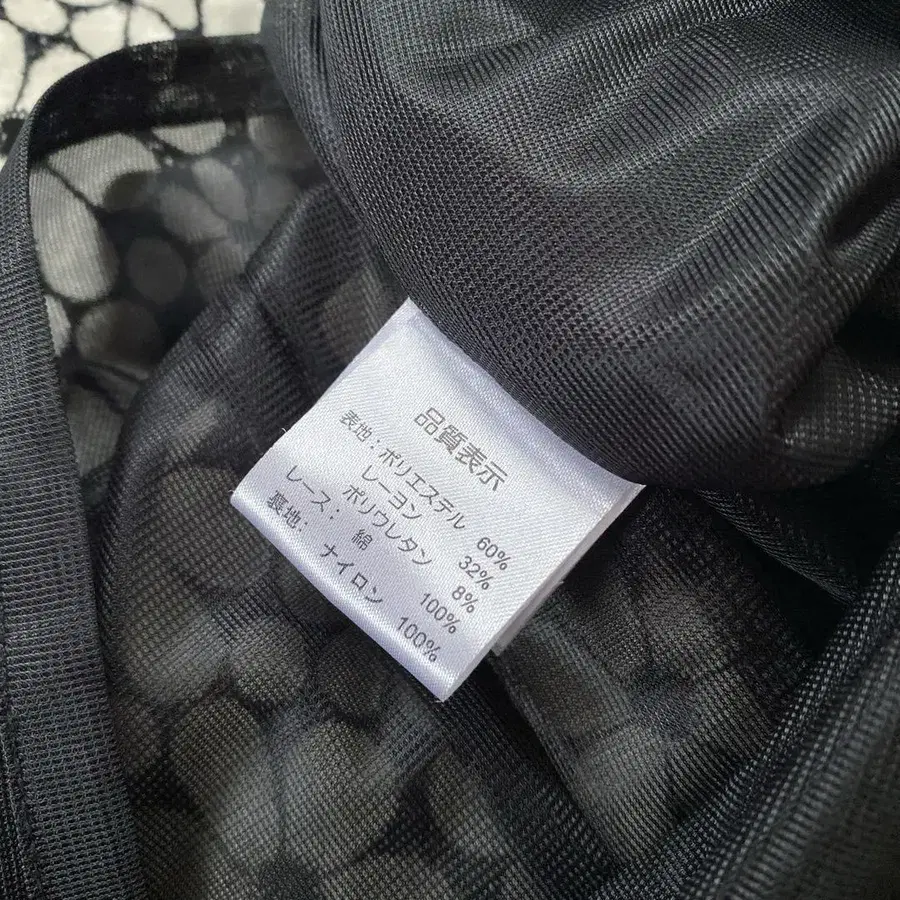 品質表示
表地：ポリエステル 60%
レーヨン 32%
ポリウレタン 8%
レース： 綿 100%
裏地： ナイロン 100%